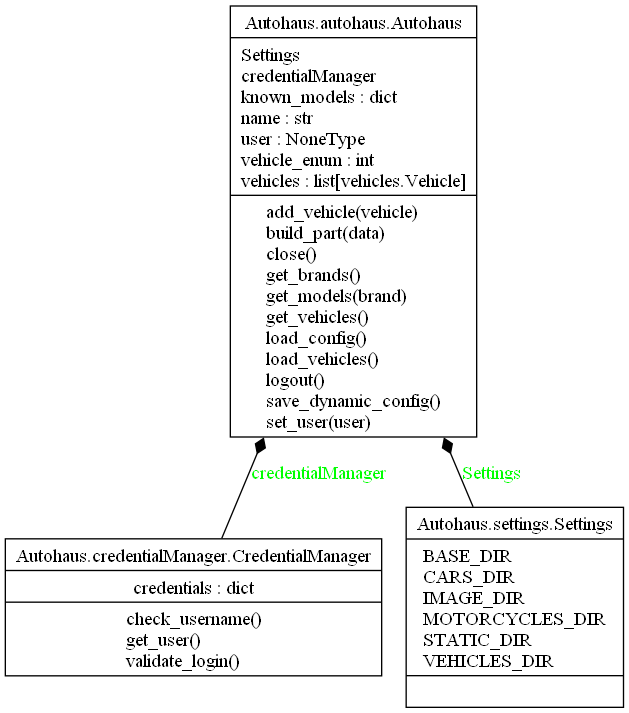 Autohaus.autohaus.Autohaus
Settings
credentialManager
known_models : dict
name : str
user : NoneType
vehicle_enum : int
vehicles : list[vehicles.Vehicle]
add_vehicle(vehicle)
build_part(data)
close()
get_brands()
get_models(brand)
get_vehicles()
load_config()
load_vehicles()
logout()
save_dynamic_config()
set_user(user)
credentialManager
Settings
Autohaus.credentialManager.CredentialManager
credentials : dict
check_username()
get_user()
validate_login()
Autohaus.settings.Settings
BASE_DIR
CARS_DIR
IMAGE_DIR
MOTORCYCLES_DIR
STATIC_DIR
VEHICLES_DIR